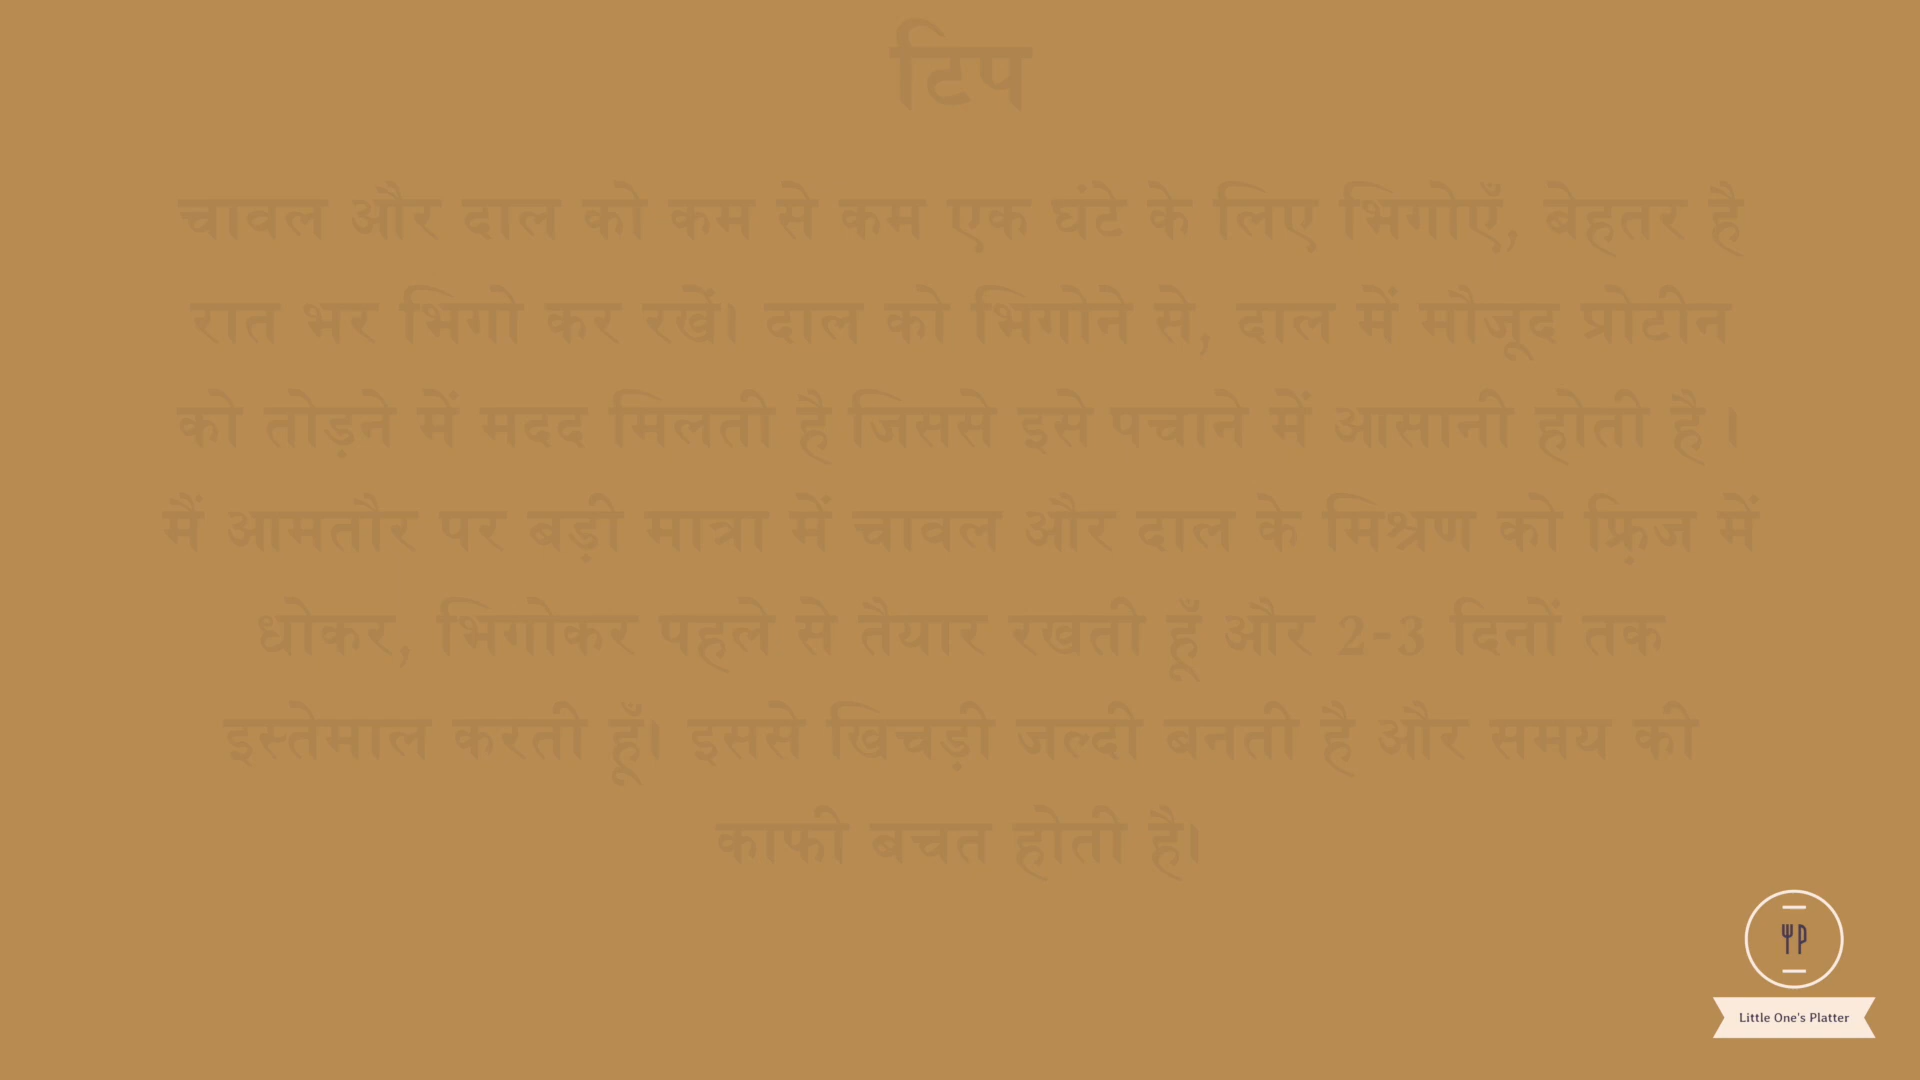 टिप
चावल और दाल को कम से कम एक घंटे के लिए भिगोएँ, बेहतर है
रात भर भिगो कर रखें। दाल को भिगोने से, दाल में मौजूद प्रोटीन
को तोड़ने में मदद मिलती है जिससे इसे पचाने में आसानी होती है ।
मैं आमतौर पर बड़ी मात्रा में चावल और दाल के मिश्रण को फ़्रिज में
धोकर, भिगोकर पहले से तैयार रखती हूँ और 2-3 दिनों तक
इस्तेमाल करती हूँ। इससे खिचड़ी जल्दी बनती है और समय की
काफी बचत होती है।
Little One's Platter